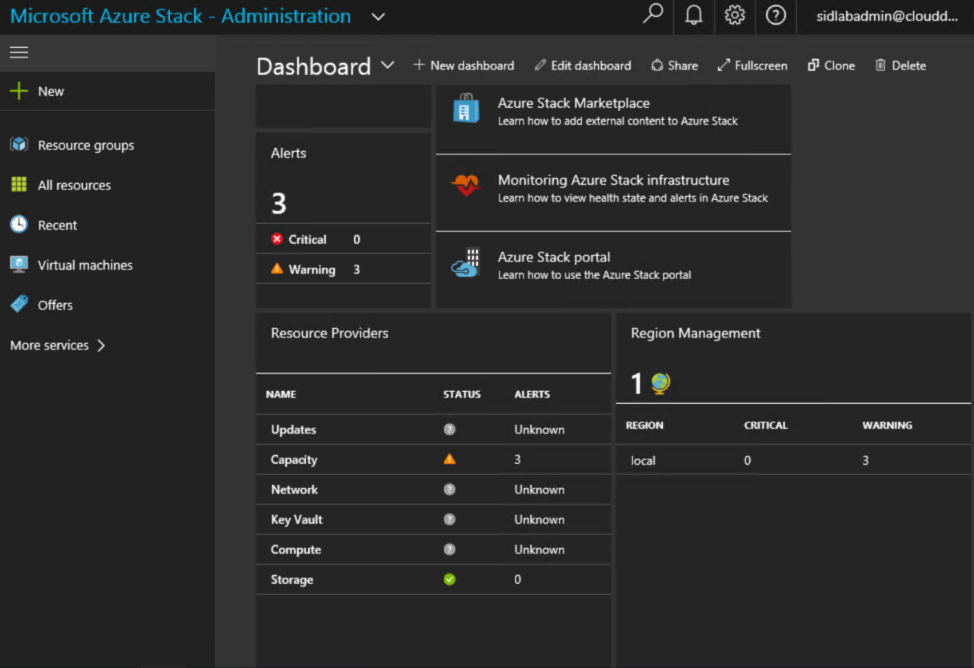 Microsoft Azure Stack - Administration
sidlabadmin@cloudd...
Dashboard
New dashboard
Edit dashboard
Share
Fullscreen
Clone
Delete
New
Resource groups
All resources
Recent
Virtual machines
Offers
More services
Alerts
3
Critical 0
Warning 3
Azure Stack Marketplace
Learn how to add external content to Azure Stack
Monitoring Azure Stack infrastructure
Learn how to view health state and alerts in Azure Stack
Azure Stack portal
Learn how to use the Azure Stack portal
Resource Providers
NAME STATUS ALERTS
Updates Unknown
Capacity 3
Network Unknown
Key Vault Unknown
Compute Unknown
Storage 0
Region Management
1
REGION CRITICAL WARNING
local 0 3